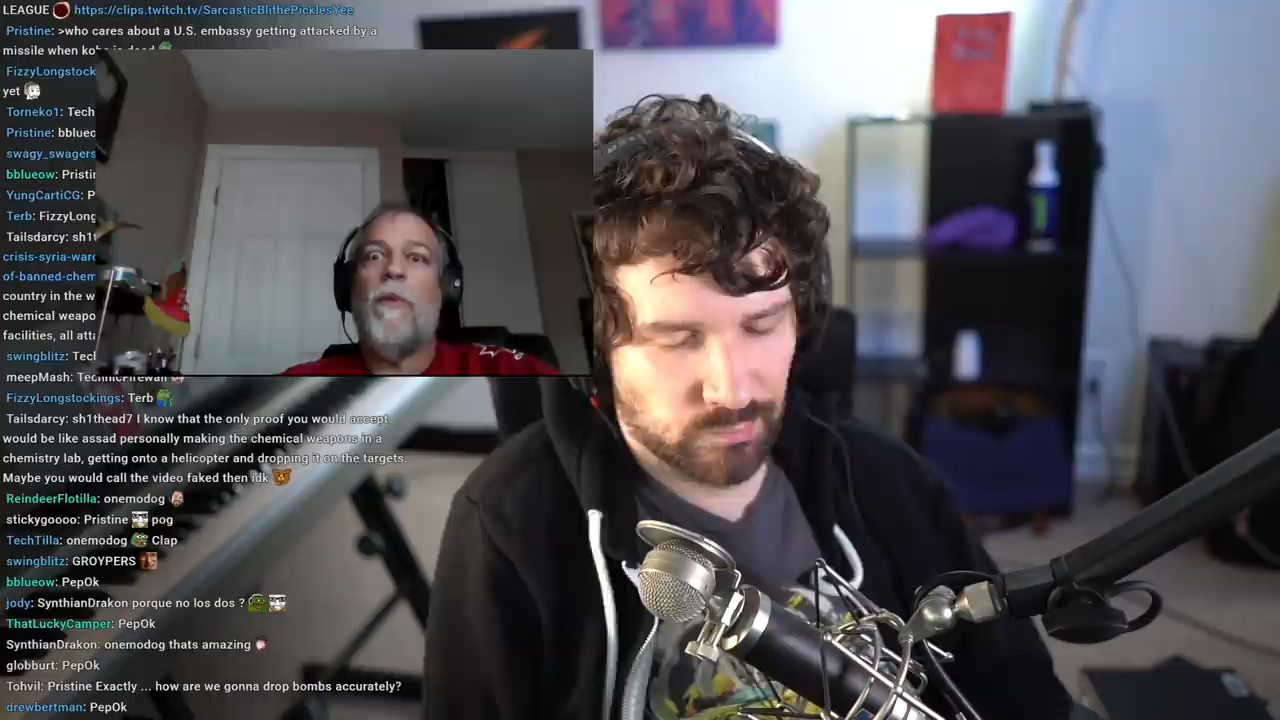 LEAGUE https://clips.twitch.tv/SarcasticBlithePicklesYee
Pristine: >who cares about a U.S. embassy getting attacked by a
missile when kobe is dead
FizzyLongstock
yet
Torneko1: Tech
Pristine: bblueo
swagy_swagers
bblueow: Pristin
YungCartiCG: P
Terb: FizzyLong
Tailsdarcy: sh1t
crisis-syria-ward
of-banned-chem
country in the w
chemical weapo
facilities, all atta
swingblitz: Tech
meepMash: TechnicFirewall
FizzyLongstockings: Terb
Tailsdarcy: sh1thead7 I know that the only proof you would accept
would be like assad personally making the chemical weapons in a
chemistry lab, getting onto a helicopter and dropping it on the targets.
Maybe you would call the video faked then idk
ReindeerFlotilla: onemodog
stickygoooo: Pristine pog
TechTilla: onemodog Clap
swingblitz: GROYPERS
bblueow: PepOk
jody: SynthianDrakon porque no los dos ?
ThatLuckyCamper: PepOk
SynthianDrakon: onemodog thats amazing
globburt: PepOk
Tohvil: Pristine Exactly ... how are we gonna drop bombs accurately?
drewbertman: PepOk